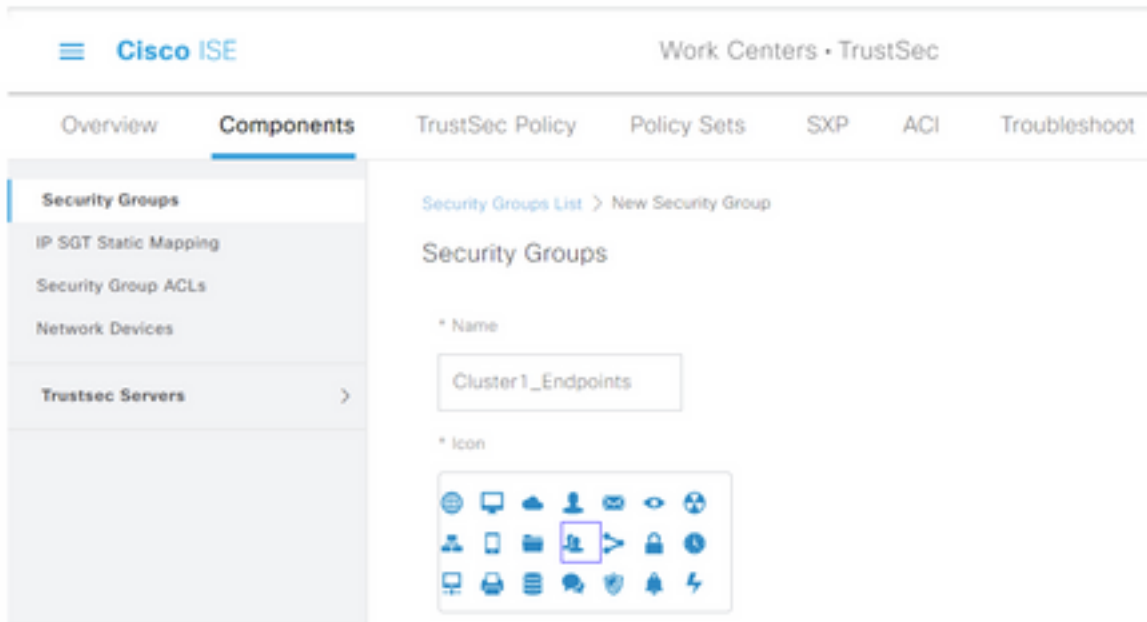 Cisco ISE
Work Centers · TrustSec
Overview Components TrustSec Policy Policy Sets SXP ACI Troubleshoot
Security Groups
IP SGT Static Mapping
Security Group ACLs
Network Devices
Trustsec Servers
Security Groups List > New Security Group
Security Groups
* Name
Cluster1_Endpoints
* Icon